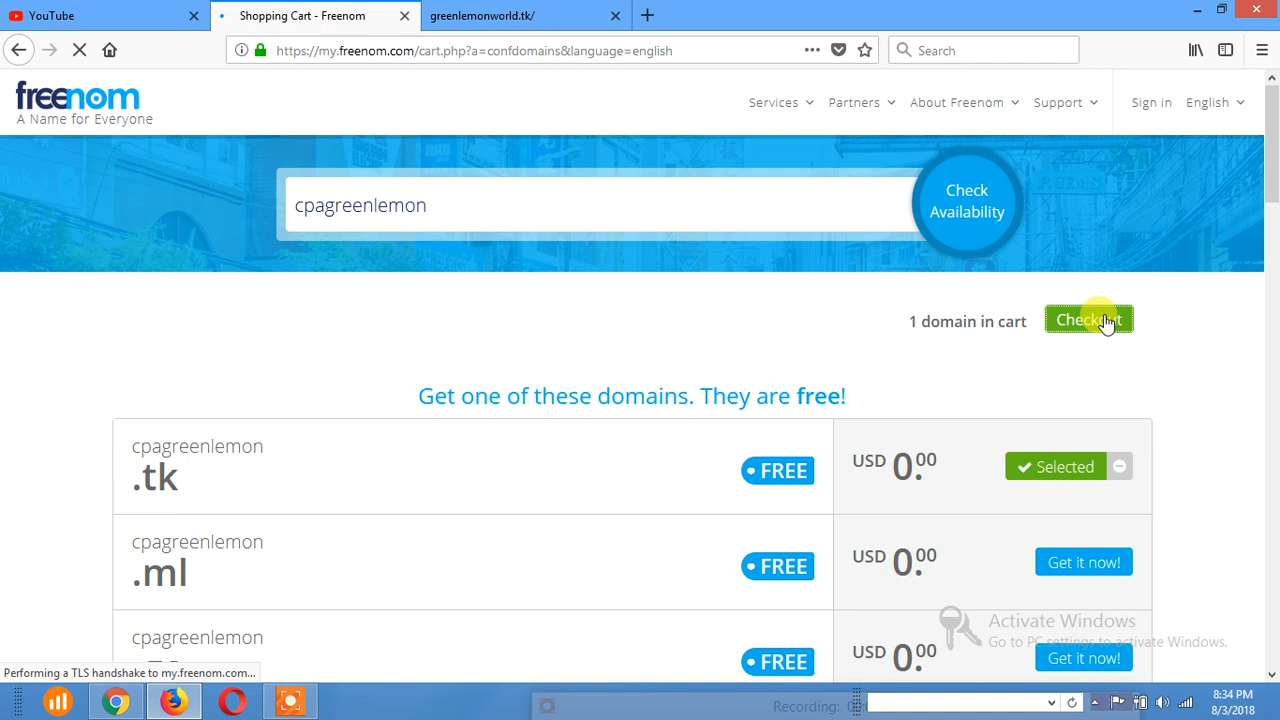 YouTube
Shopping Cart - Freenom
greenlemonworld.tk/
https://my.freenom.com/cart.php?a=confdomains&language=english
Search
freenom
A Name for Everyone
Services
Partners
About Freenom
Support
Sign in
English
cpagreenlemon
Check
Availability
1 domain in cart
Checkout
Get one of these domains. They are free!
cpagreenlemon
.tk
FREE
USD 0.00
Selected
cpagreenlemon
.ml
FREE
USD 0.00
Get it now!
cpagreenlemon
FREE
USD 0.00
Get it now!
Activate Windows
Go to PC settings to activate Windows.
Performing a TLS handshake to my.freenom.com...
Recording:
8:34 PM
8/3/2018